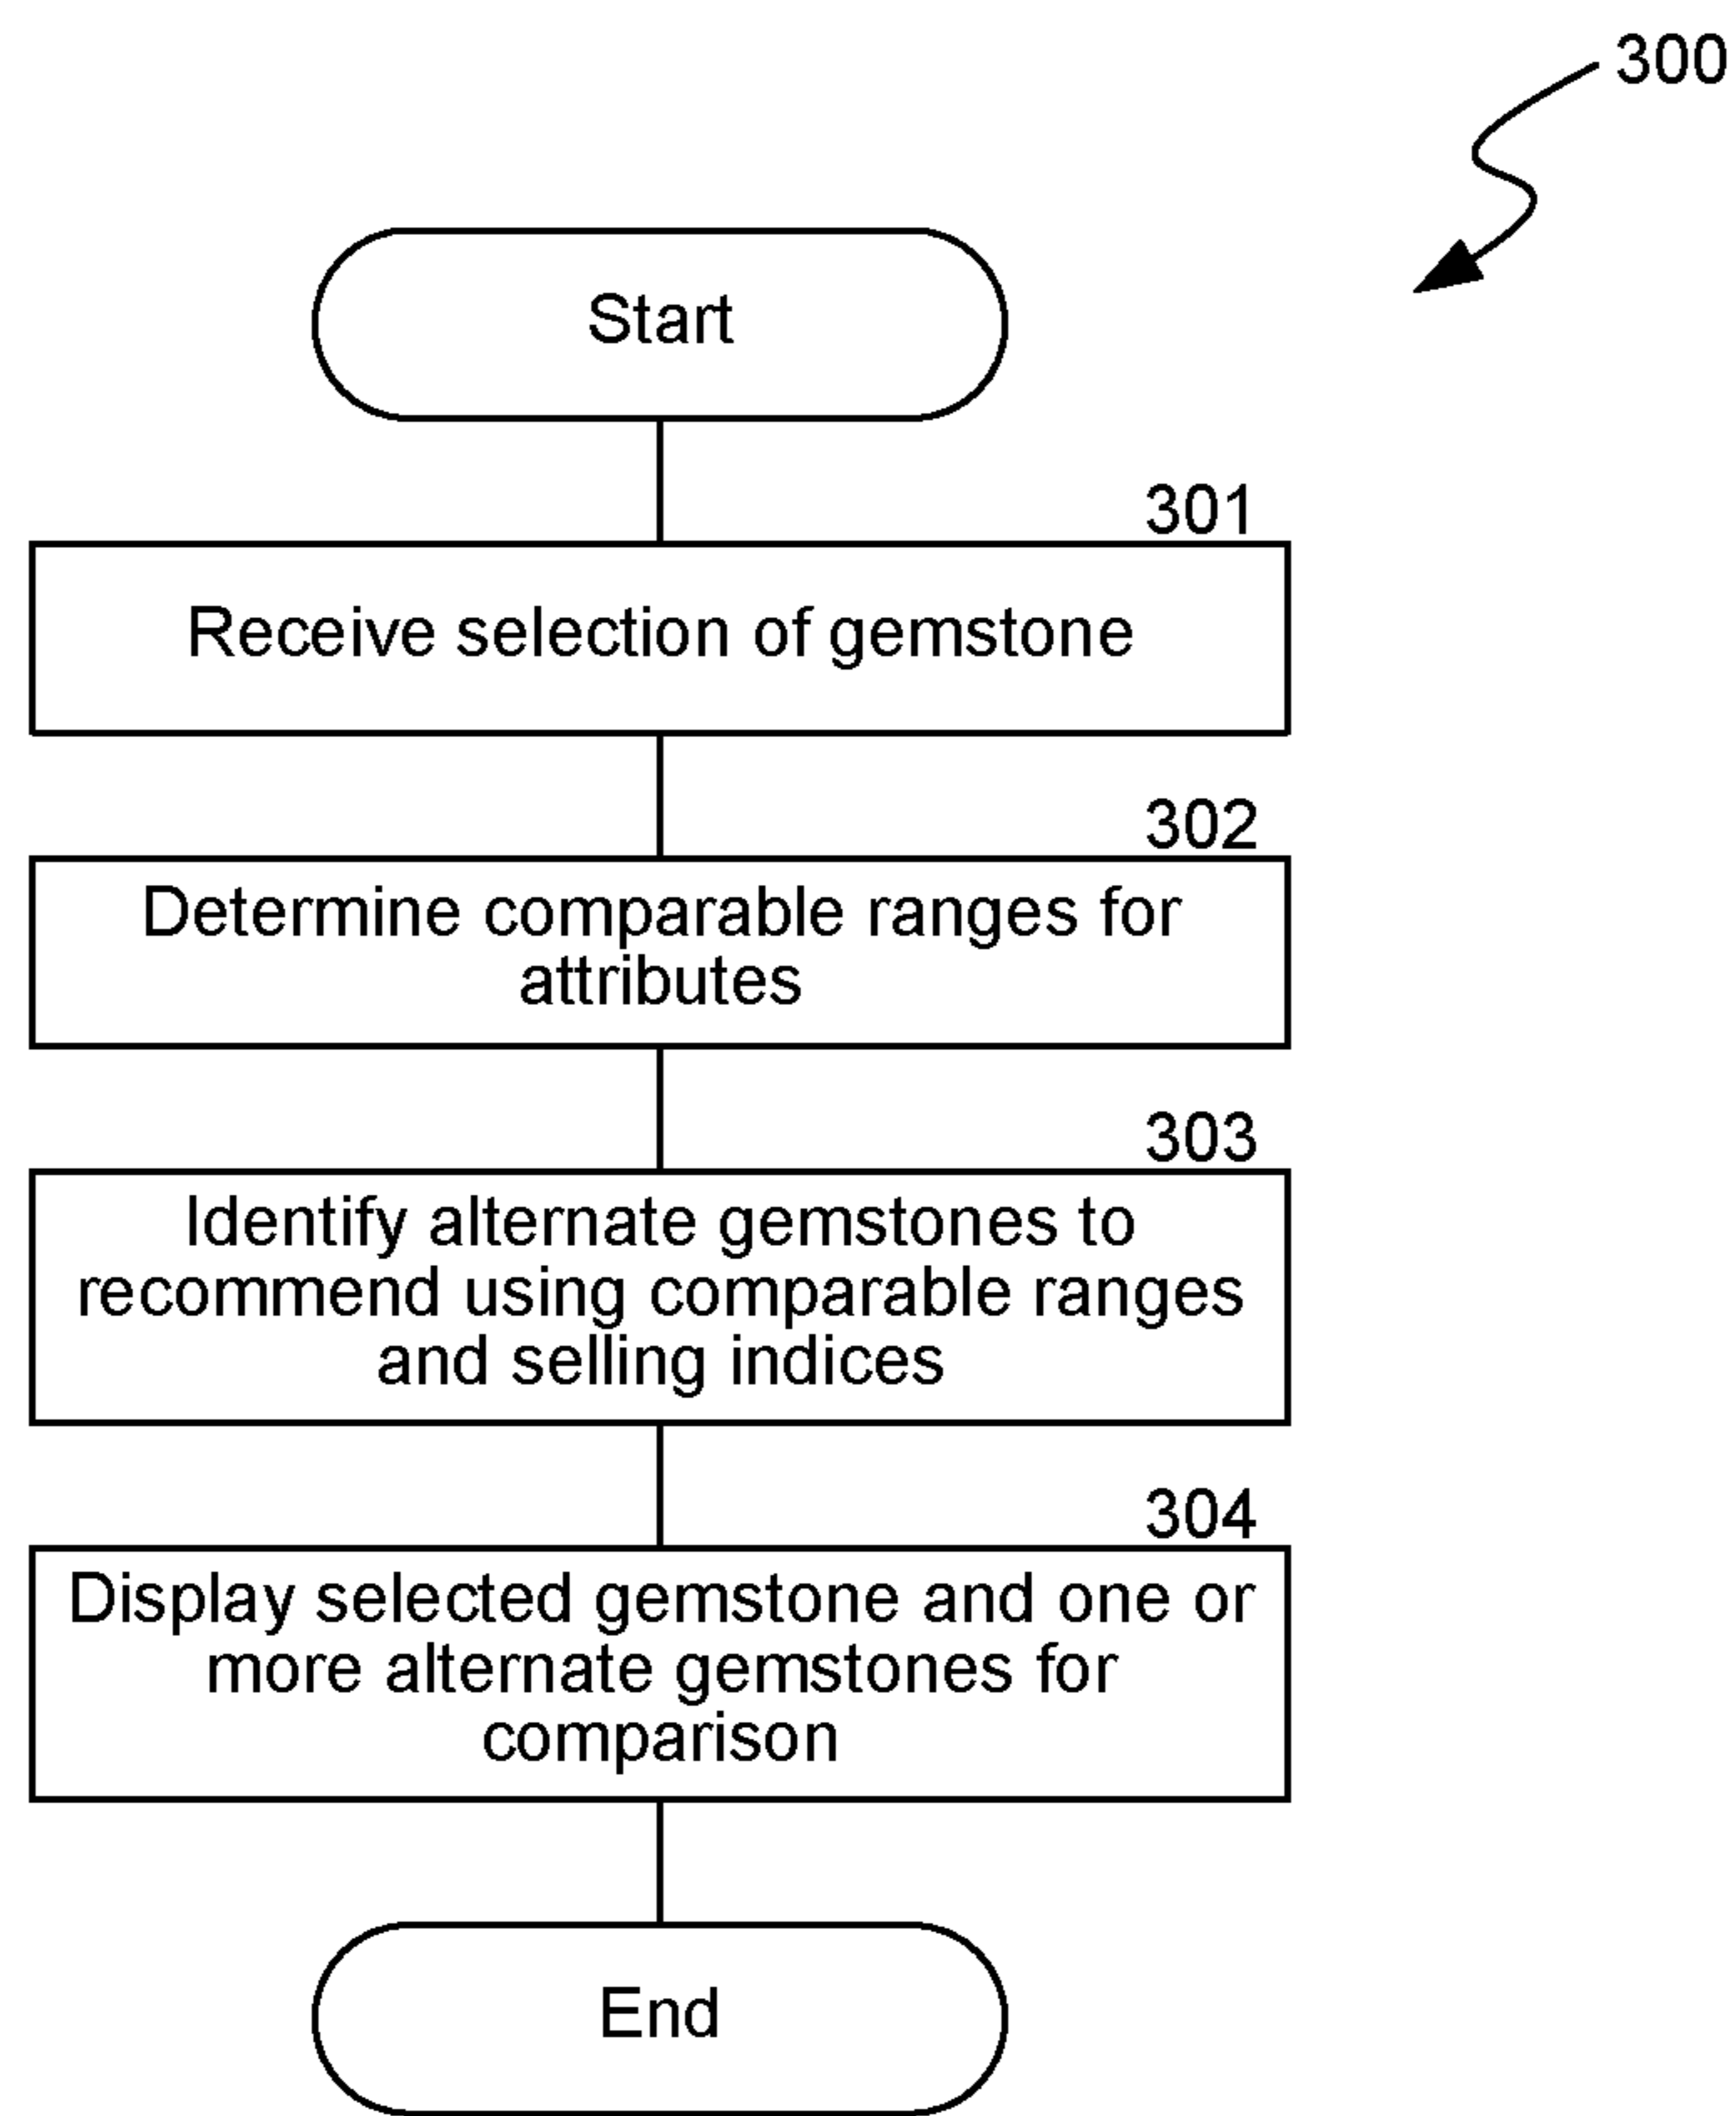 300
Start
301
Receive selection of gemstone
302
Determine comparable ranges for
attributes
303
Identify alternate gemstones to
recommend using comparable ranges
and selling indices
304
Display selected gemstone and one or
more alternate gemstones for
comparison
End